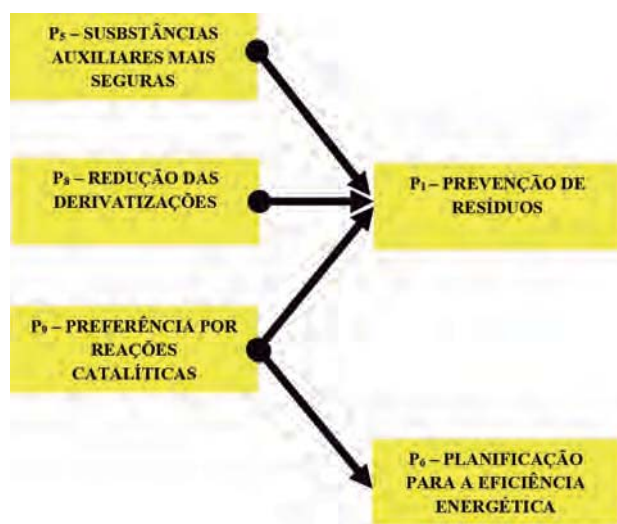 P₅ – SUSBSTÂNCIAS
AUXILIARES MAIS
SEGURAS
P₈ – REDUÇÃO DAS
DERIVATIZAÇÕES
P₁ – PREVENÇÃO DE
RESÍDUOS
P₉ – PREFERÊNCIA POR
REAÇÕES
CATALÍTICAS
P₆ – PLANIFICAÇÃO
PARA A EFICIÊNCIA
ENERGÉTICA